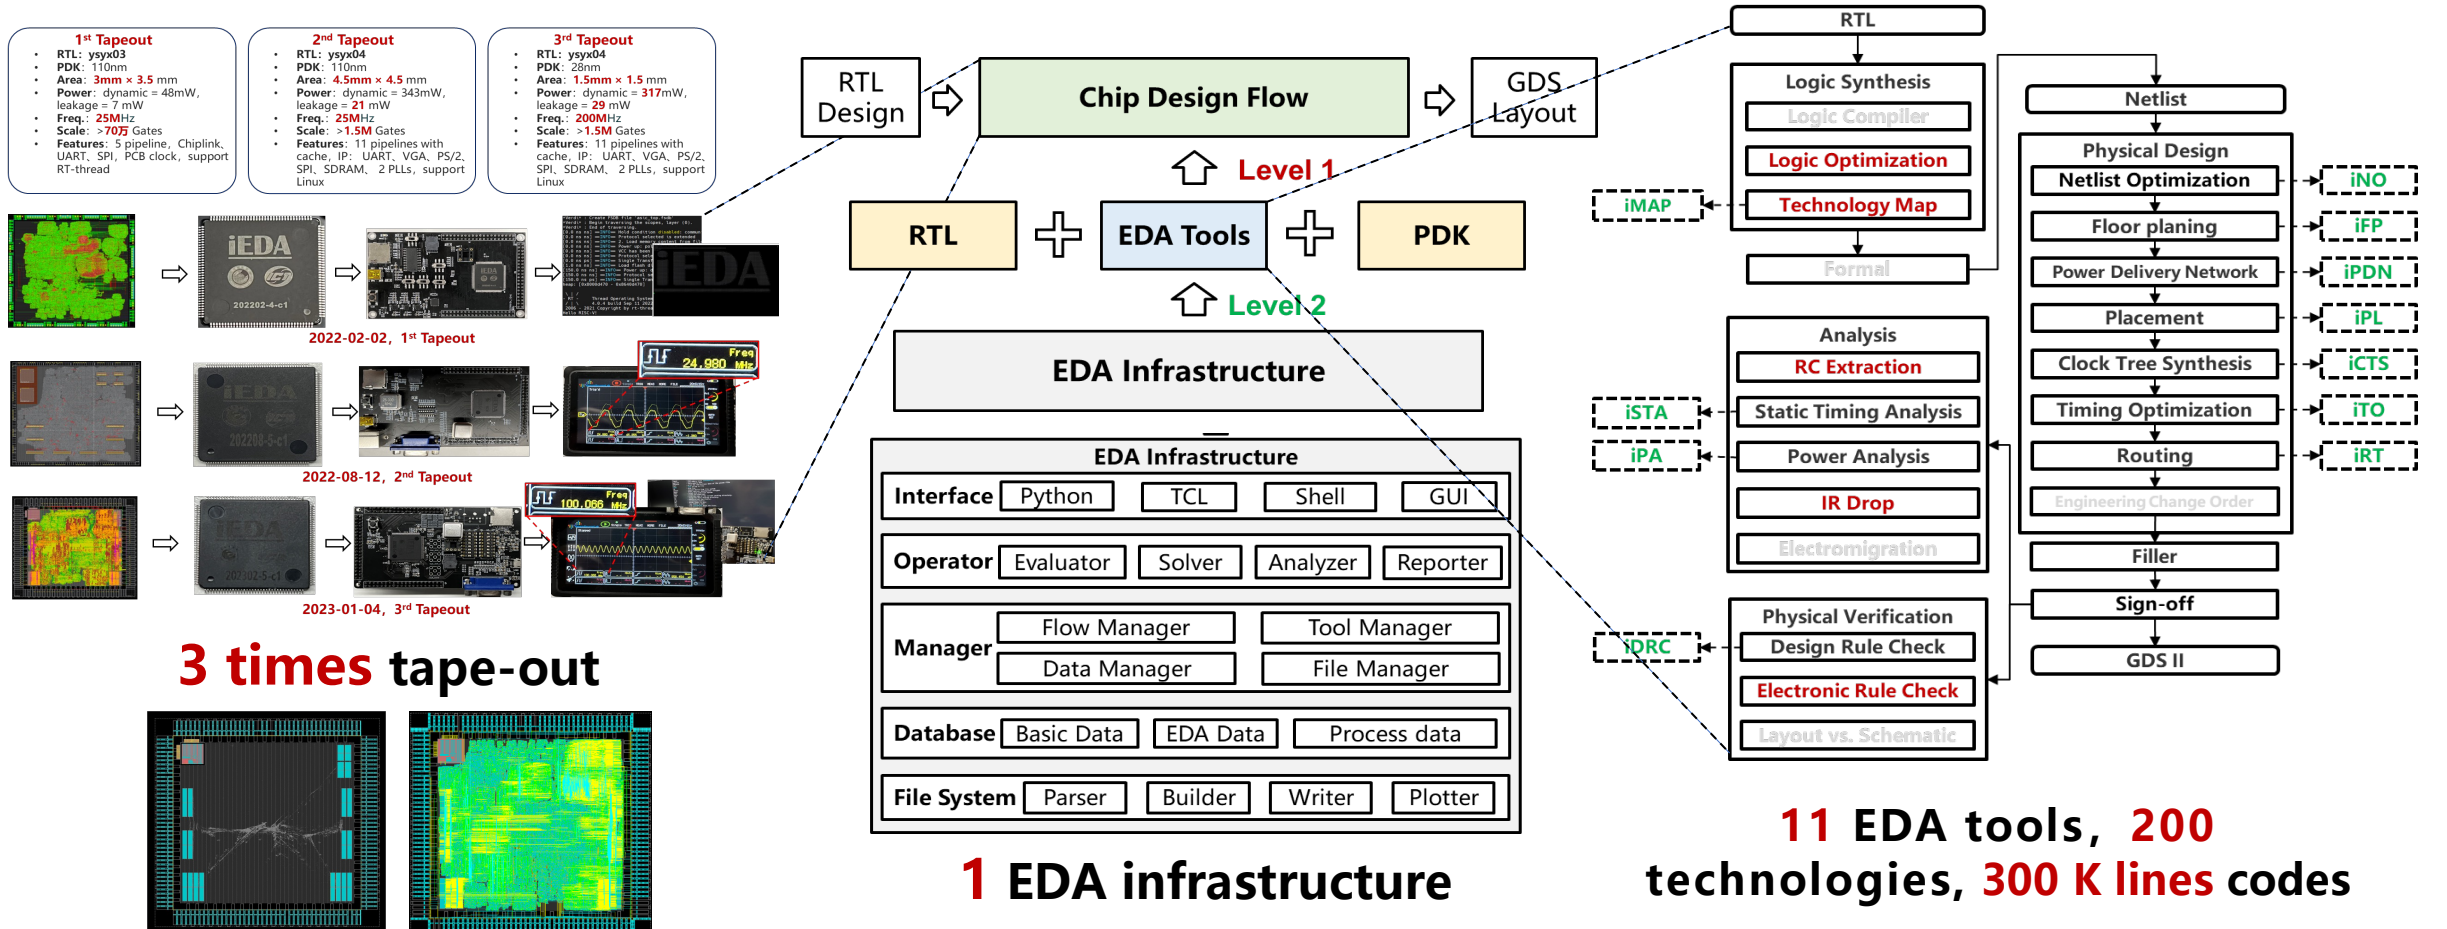 1st Tapeout
• RTL: ysyx03
• PDK: 110nm
• Area: 3mm × 3.5 mm
• Power: dynamic = 48mW,
leakage = 7 mW
• Freq.: 25MHz
• Scale: >70万 Gates
• Features: 5 pipeline, Chiplink、
UART、SPI, PCB clock, support
RT-thread
2nd Tapeout
• RTL: ysyx04
• PDK: 110nm
• Area: 4.5mm × 4.5 mm
• Power: dynamic = 343mW,
leakage = 21 mW
• Freq.: 25MHz
• Scale: >1.5M Gates
• Features: 11 pipelines with
cache, IP: UART、VGA、PS/2、
SPI、SDRAM、 2 PLLs, support
Linux
3rd Tapeout
• RTL: ysyx04
• PDK: 28nm
• Area: 1.5mm × 1.5 mm
• Power: dynamic = 317mW,
leakage = 29 mW
• Freq.: 200MHz
• Scale: >1.5M Gates
• Features: 11 pipelines with
cache, IP: UART、VGA、PS/2、
SPI、SDRAM、 2 PLLs, support
Linux
iEDA
202202-4-c1
iEDA
iEDA
2022-02-02, 1st Tapeout
iEDA
202208-5-c1
Freq
24.980 MHz
2022-08-12, 2nd Tapeout
iEDA
Freq
100.066 MHz
2023-01-04, 3rd Tapeout
3 times tape-out
RTL
Design
Chip Design Flow
GDS
Layout
Level 1
RTL
EDA Tools
PDK
Level 2
EDA Infrastructure
EDA Infrastructure
Interface Python TCL Shell GUI
Operator Evaluator Solver Analyzer Reporter
Manager
Flow Manager Tool Manager
Data Manager File Manager
Database Basic Data EDA Data Process data
File System Parser Builder Writer Plotter
1 EDA infrastructure
RTL
Logic Synthesis
Logic Compiler
Logic Optimization
Technology Map
iMAP
Formal
Analysis
RC Extraction
Static Timing Analysis
iSTA
Power Analysis
iPA
IR Drop
Electromigration
Physical Verification
Design Rule Check
iDRC
Electronic Rule Check
Layout vs. Schematic
Netlist
Physical Design
Netlist Optimization
iNO
Floor planing
iFP
Power Delivery Network
iPDN
Placement
iPL
Clock Tree Synthesis
iCTS
Timing Optimization
iTO
Routing
iRT
Engineering Change Order
Filler
Sign-off
GDS II
11 EDA tools, 200
technologies, 300 K lines codes